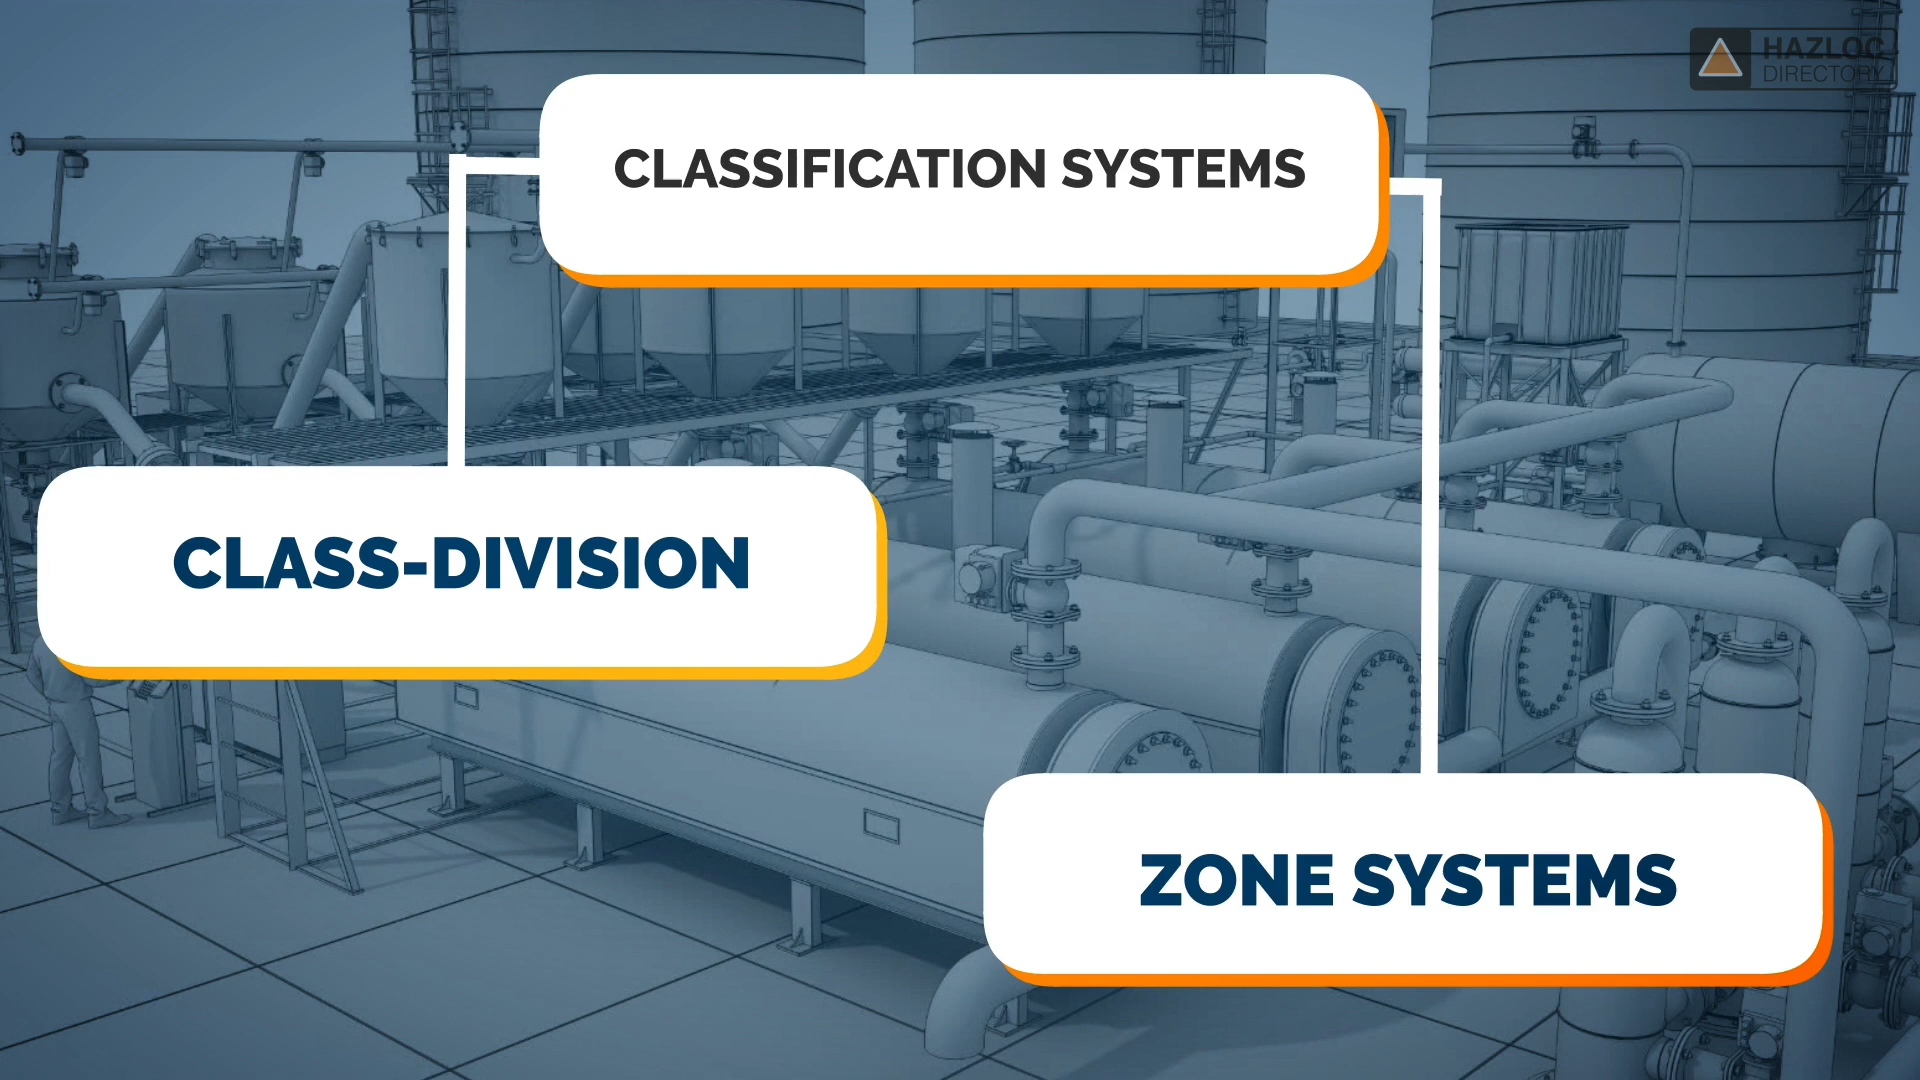 HAZLOC
DIRECTORY
CLASSIFICATION SYSTEMS
CLASS-DIVISION
ZONE SYSTEMS